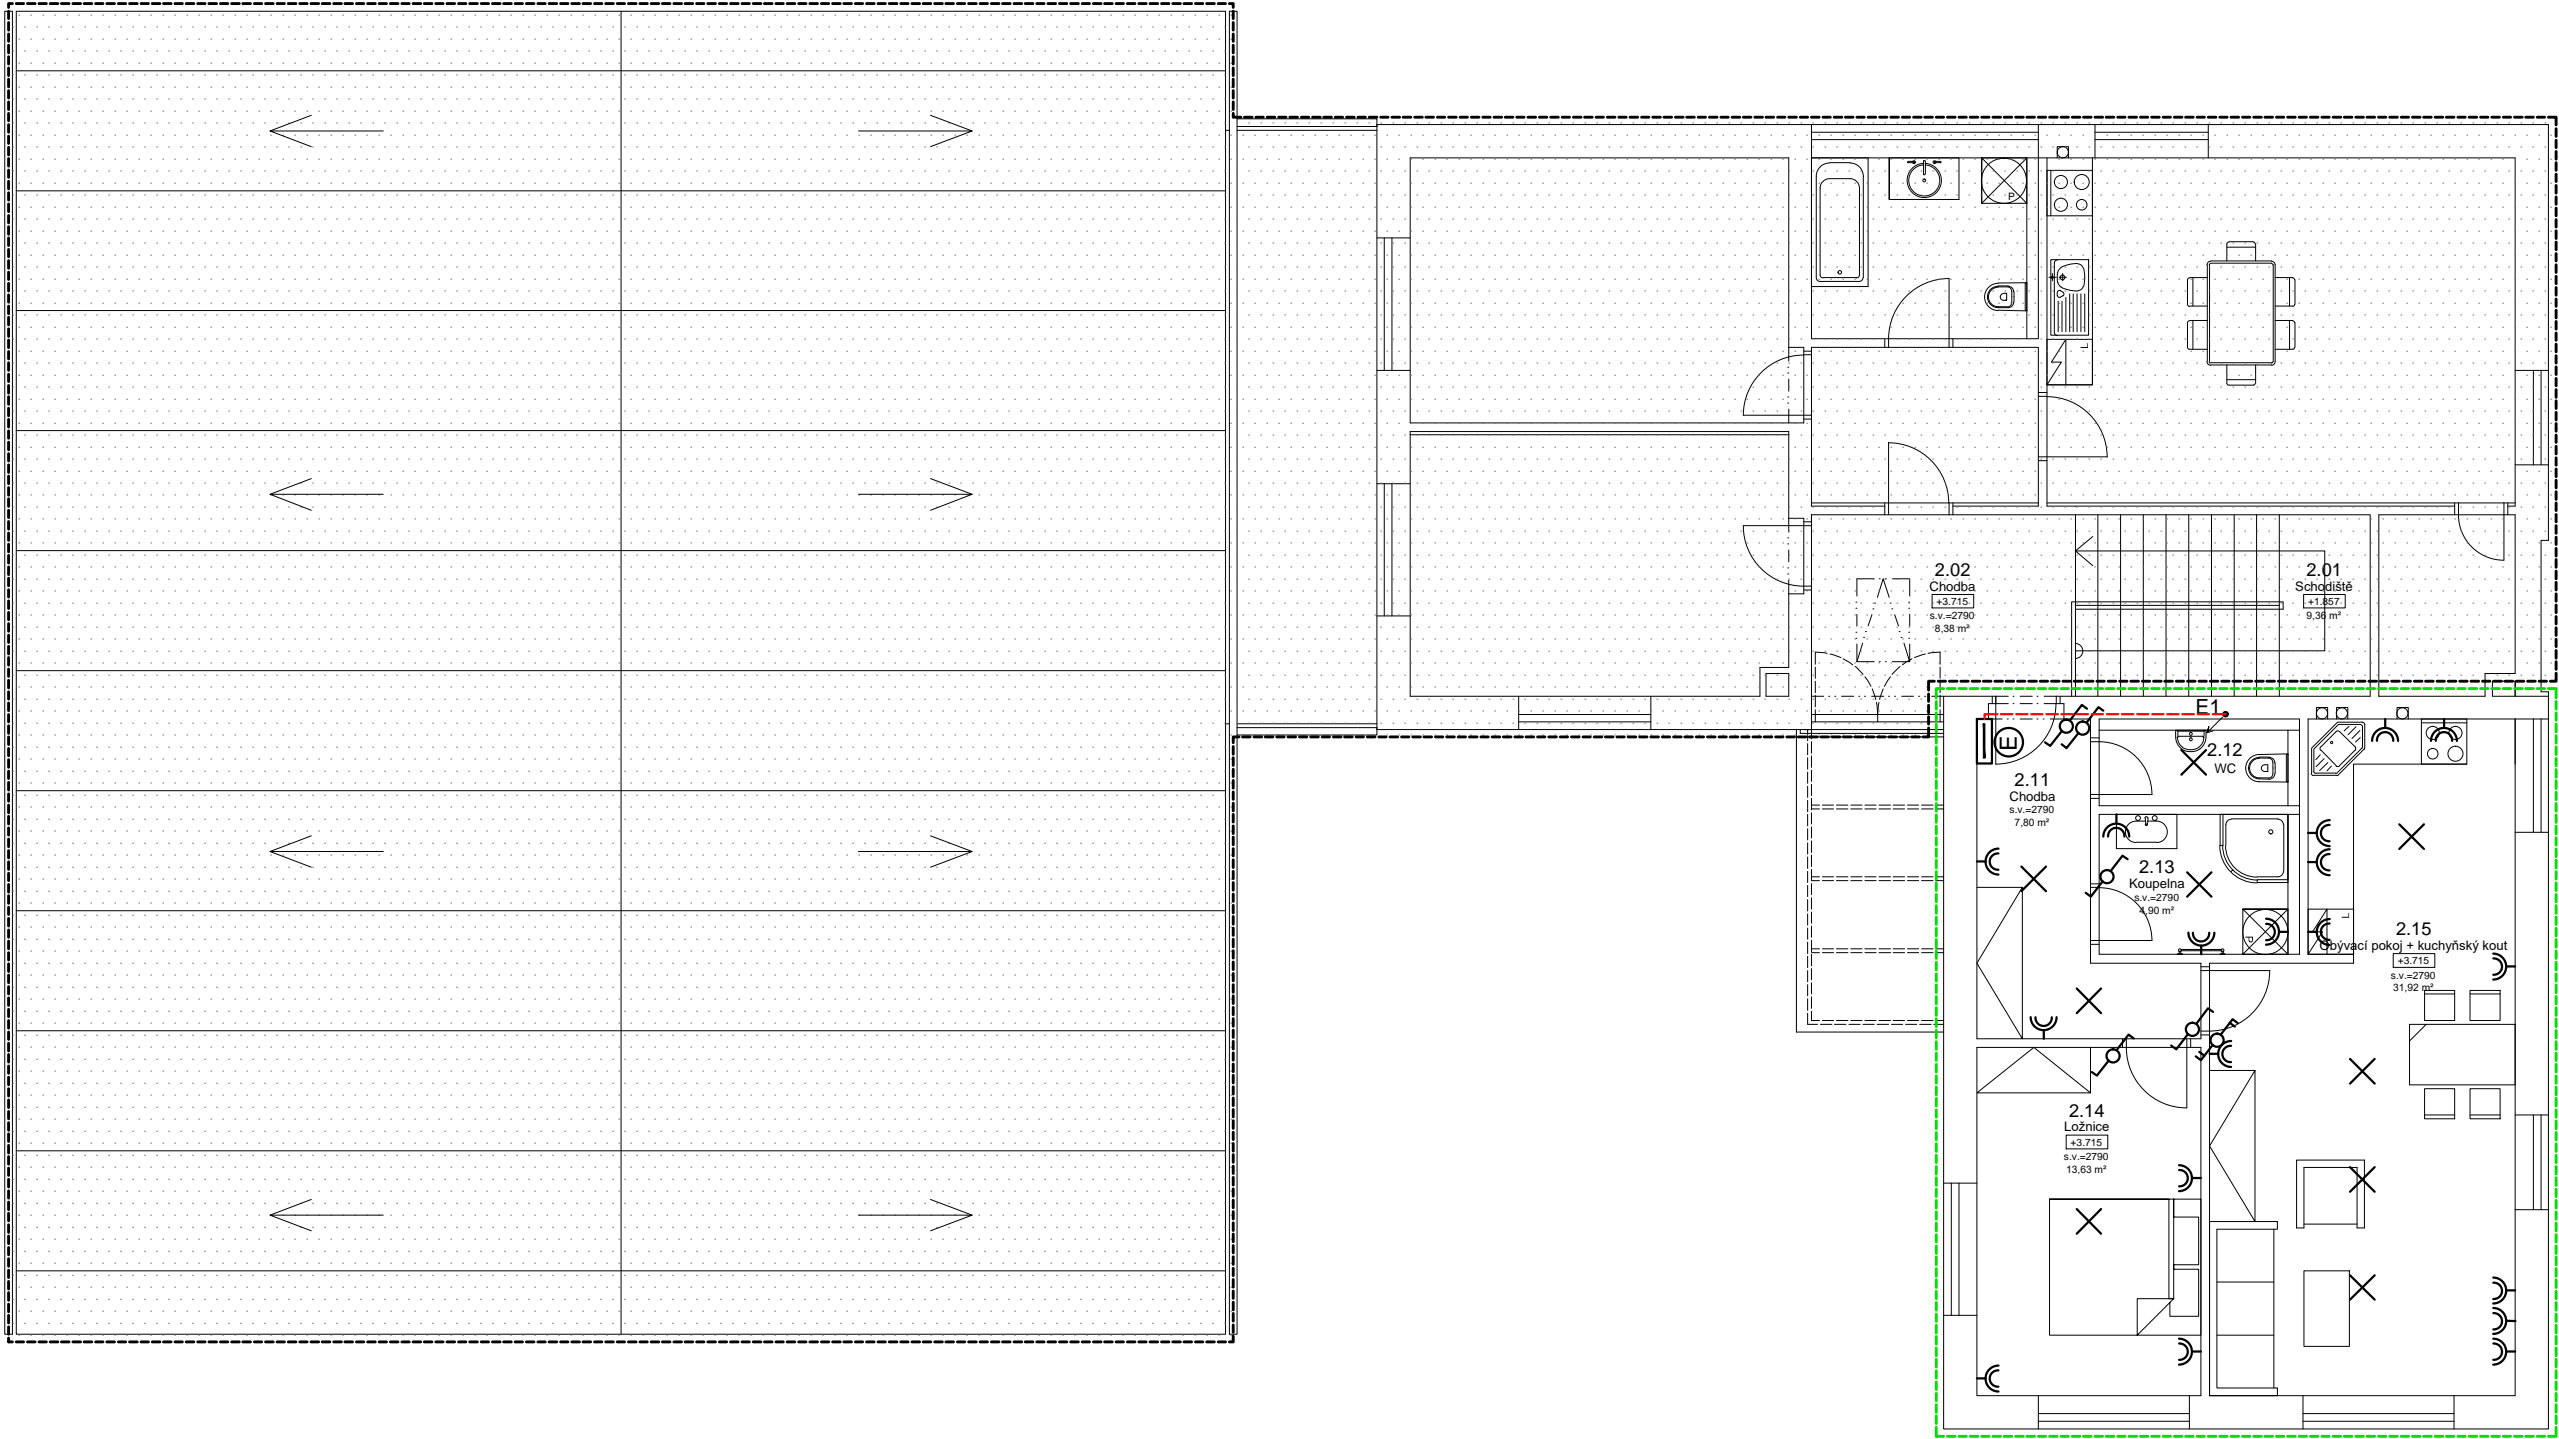 P
L
2.02
Chodba
+3.715
s.v.=2790
8,38 m²
2.01
Schodiště
+1.857
9,36 m²
E1
E
2.12
WC
2.11
Chodba
s.v.=2790
7,80 m²
2.13
Koupelna
s.v.=2790
4,90 m²
P
L
2.15
Obývací pokoj + kuchyňský kout
+3.715
s.v.=2790
31,92 m²
2.14
Ložnice
+3.715
s.v.=2790
13,63 m²